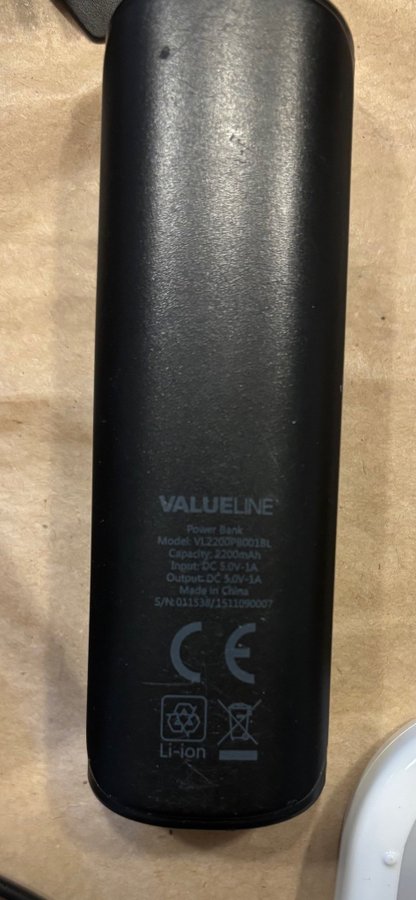 VALUELINE
Power Bank
Model: VL2200PB001BL
Capacity: 2200mAh
Input: DC 5.0V-1A
Output: DC 5.0V-1A
Made in China
S/N: 011538/1511090007
CE
Li-ion